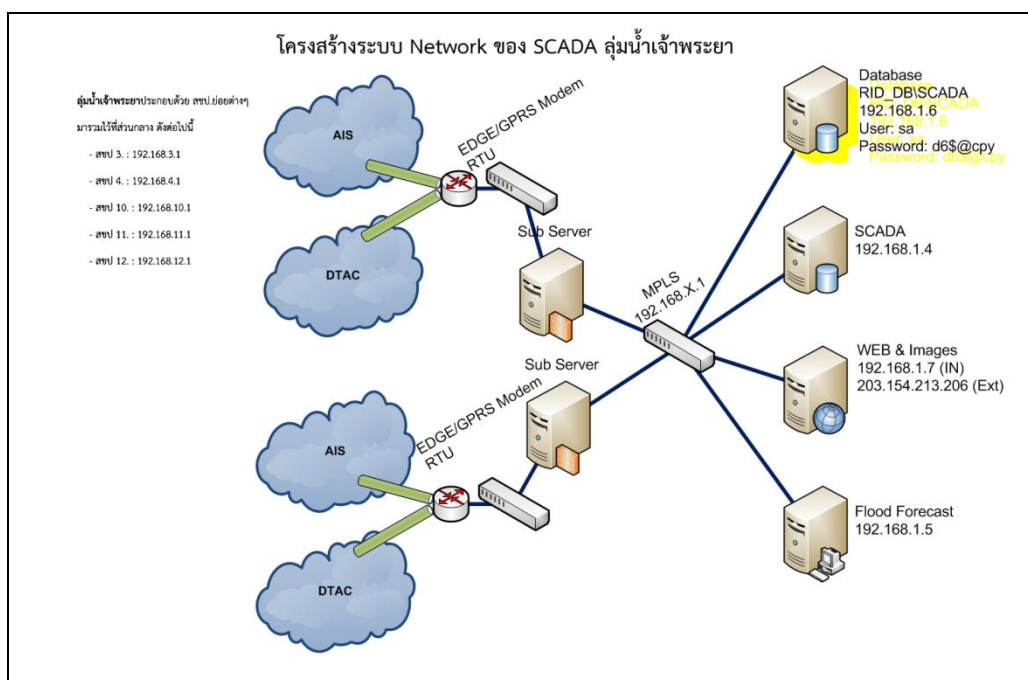 โครงสร้างระบบ Network ของ SCADA ลุ่มน้ำเจ้าพระยา
ลุ่มน้ำเจ้าพระยาประกอบด้วย สชป.ย่อยต่างๆ
มารวมไว้ที่ส่วนกลาง ดังต่อไปนี้
- สชป 3. : 192.168.3.1
- สชป 4. : 192.168.4.1
- สชป 10. : 192.168.10.1
- สชป 11. : 192.168.11.1
- สชป 12. : 192.168.12.1
AIS
DTAC
EDGE/GPRS Modem
RTU
Sub Server
MPLS
192.168.X.1
Database
RID_DB\SCADA
192.168.1.6
User: sa
Password: d6$@cpy
SCADA
192.168.1.4
WEB & Images
192.168.1.7 (IN)
203.154.213.206 (Ext)
Sub Server
EDGE/GPRS Modem
RTU
AIS
DTAC
Flood Forecast
192.168.1.5